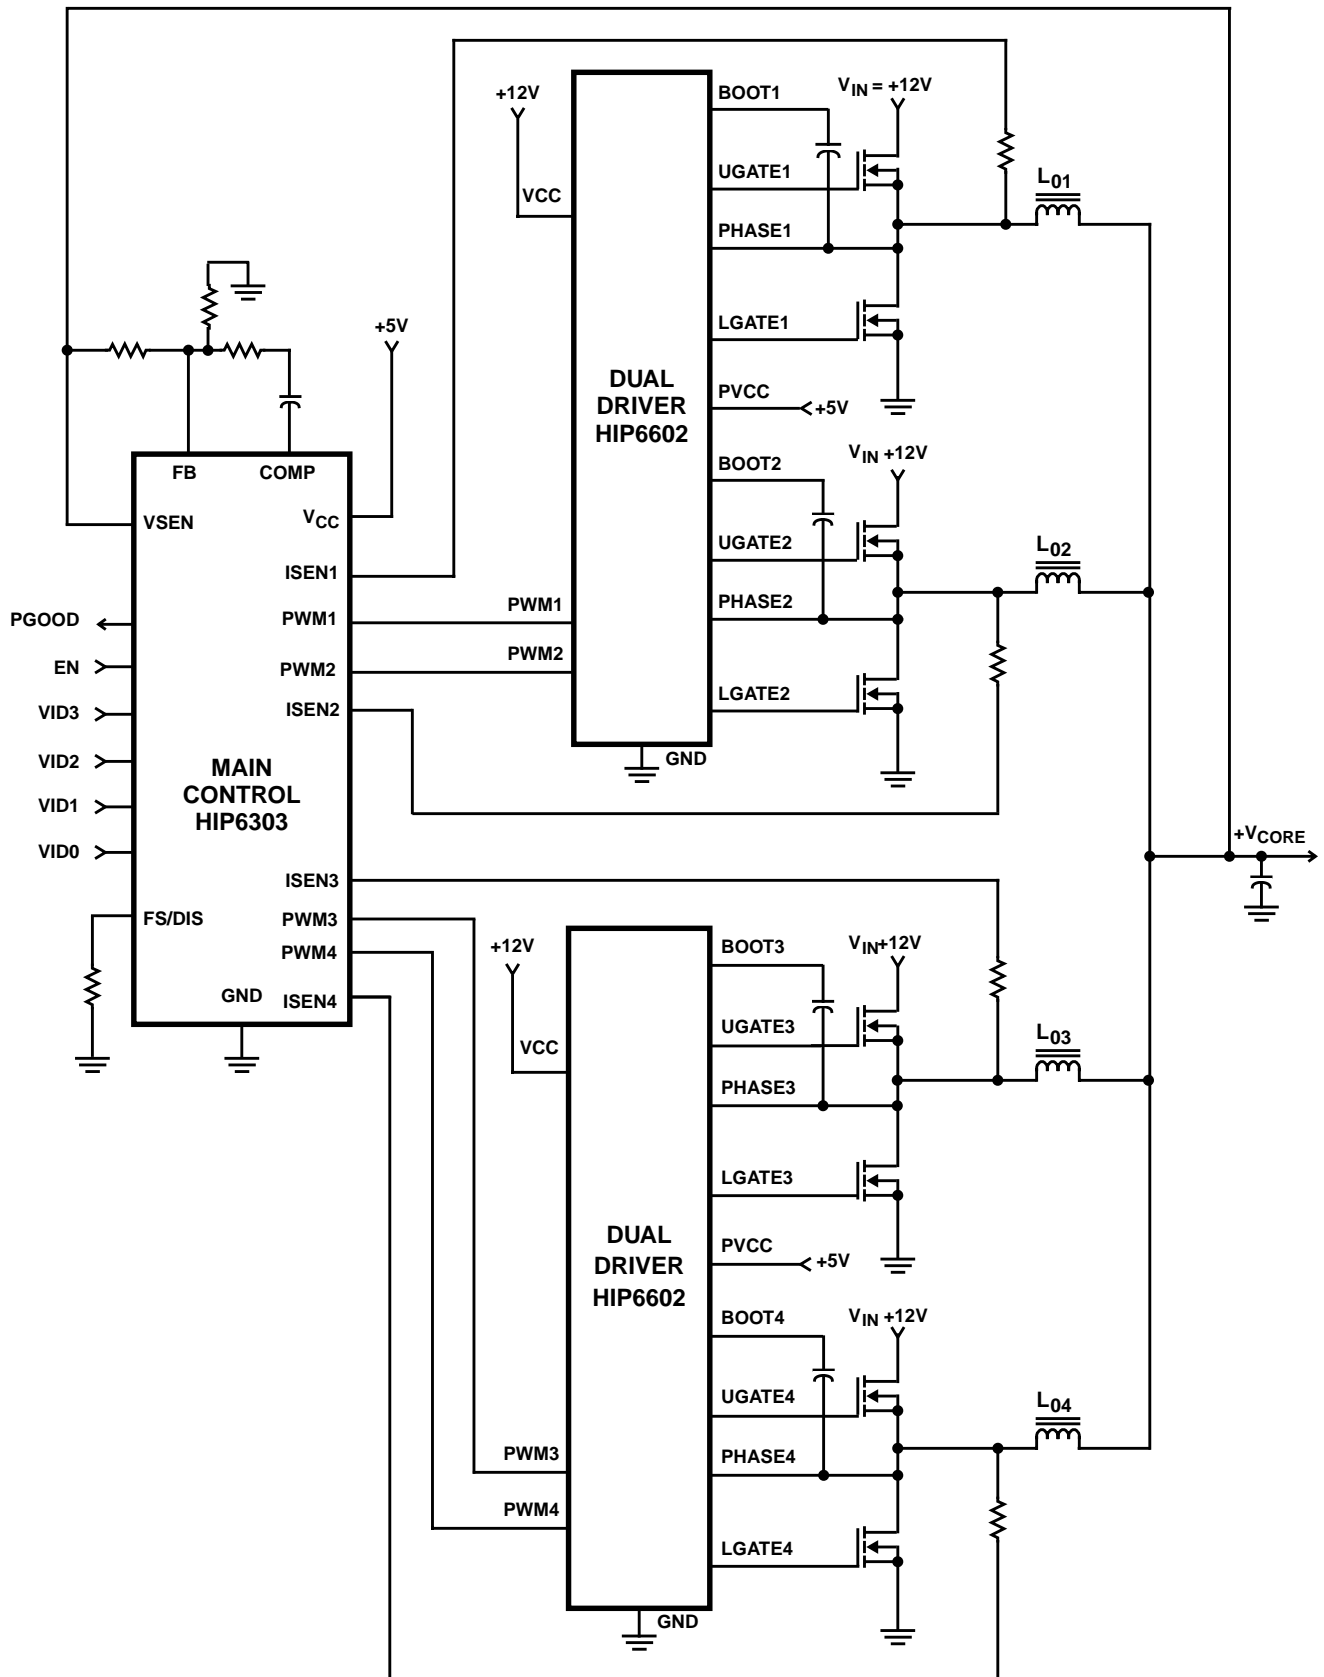 +12V
BOOT1
VIN = +12V
UGATE1
VCC
L01
PHASE1
+5V
LGATE1
DUAL
DRIVER
HIP6602
PVCC
+5V
VIN +12V
BOOT2
FB
COMP
VSEN
VCC
UGATE2
L02
ISEN1
PHASE2
PGOOD
PWM1
PWM1
EN
PWM2
PWM2
LGATE2
VID3
ISEN2
VID2
GND
MAIN
CONTROL
HIP6303
VID1
VID0
+VCORE
ISEN3
FS/DIS
PWM3
PWM4
GND
ISEN4
+12V
BOOT3
VIN+12V
UGATE3
VCC
L03
PHASE3
LGATE3
DUAL
DRIVER
HIP6602
PVCC
+5V
VIN +12V
BOOT4
UGATE4
L04
PWM3
PHASE4
PWM4
LGATE4
GND